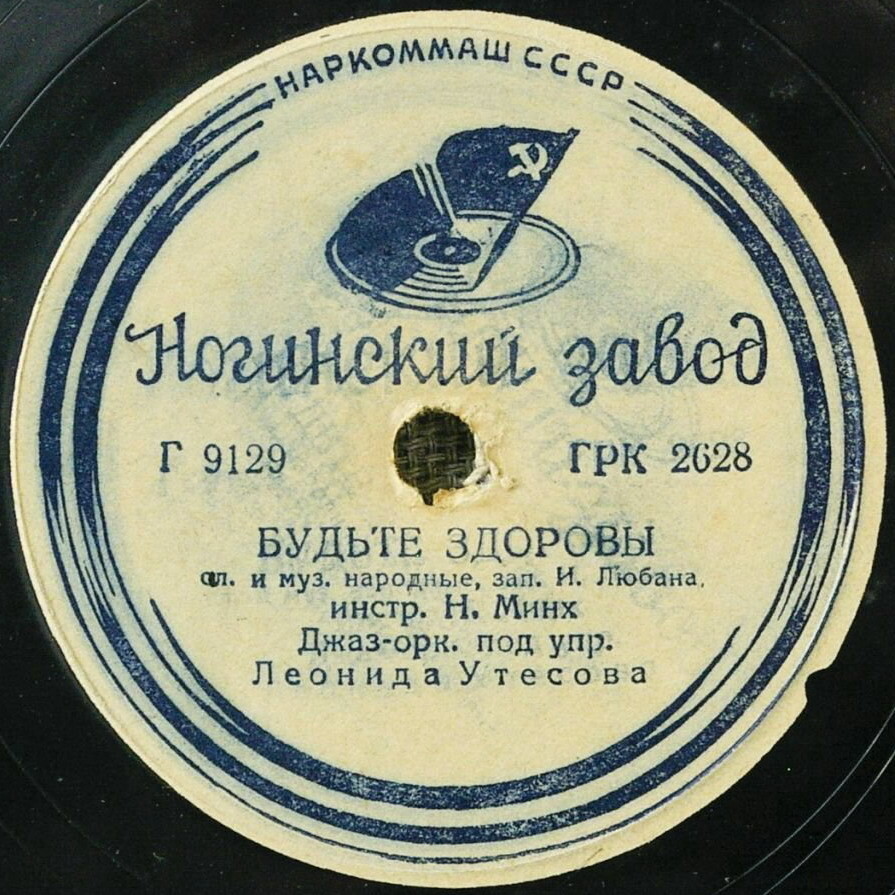 НАРКОММАШ СССР
Ногинский завод
Г 9129 ГРК 2628
БУДЬТЕ ЗДОРОВЫ
сл. и муз. народные, зап. И. Любана,
инстр. Н. Минх
Джаз-орк. под упр.
Леонида Утесова